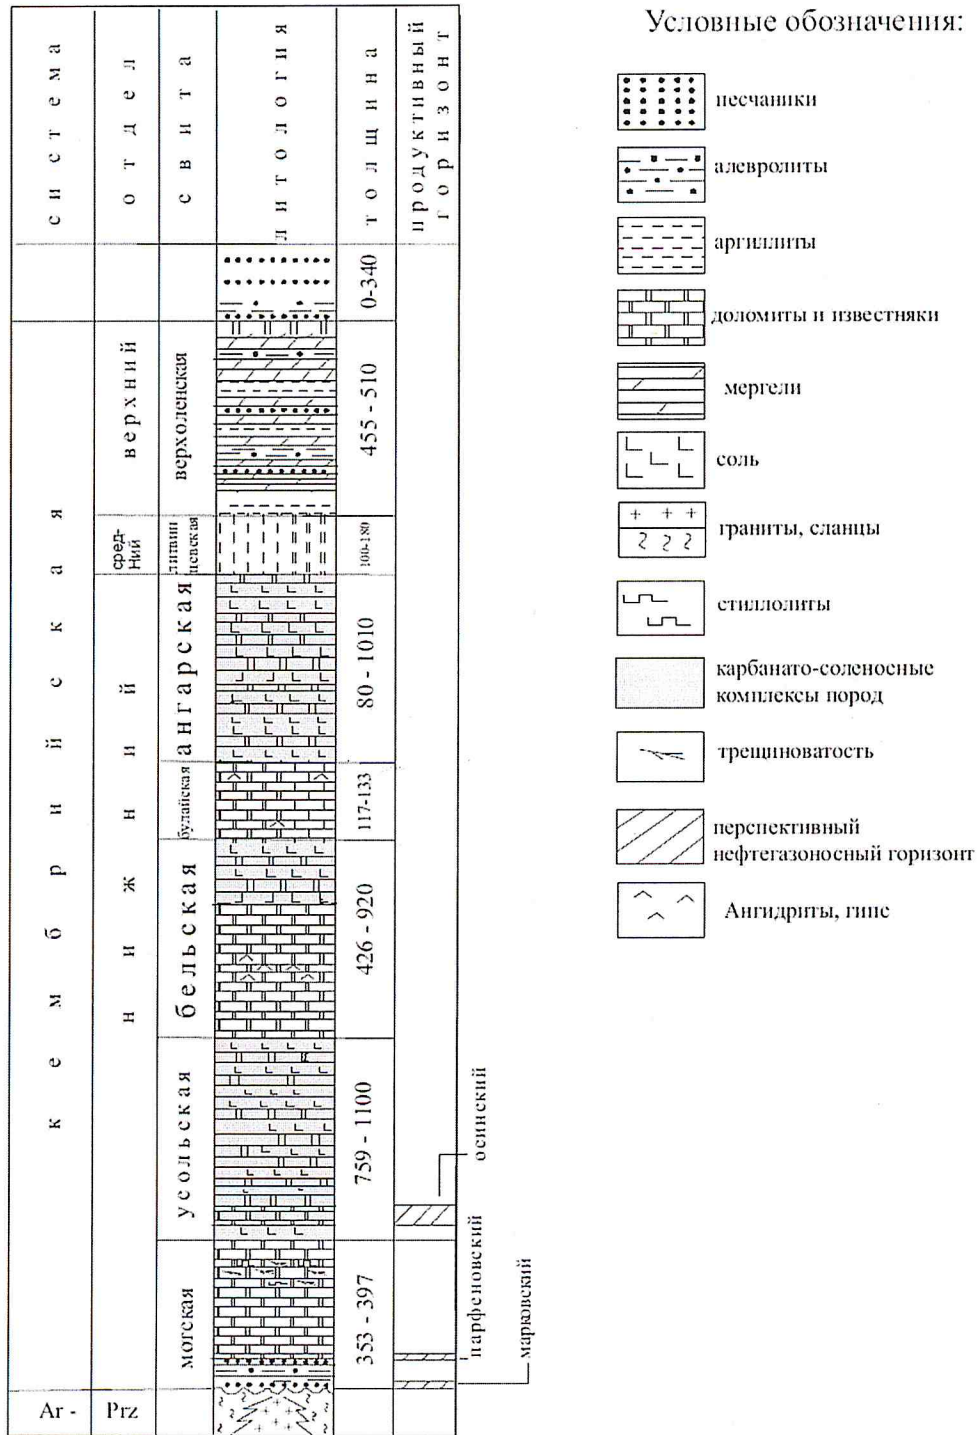 система
отдел
свита
литология
толщина
продуктивный
горизонт
0-340
кембрийская
верхний
верхоленская
455 - 510
сред-
ний
литвин
цевская
100-180
нижний
ангарская
80 - 1010
булайская
117-133
бельская
426 - 920
усольская
759 - 1100
осинский
мотская
353 - 397
парфеновский
марковский
Ar -
Prz
Условные обозначения:
песчаники
алевролиты
аргиллиты
доломиты и известняки
мергели
соль
граниты, сланцы
стиллолиты
карбанато-соленосные
комплексы пород
трещиноватость
перспективный
нефтегазоносный горизонт
Ангидриты, гипс